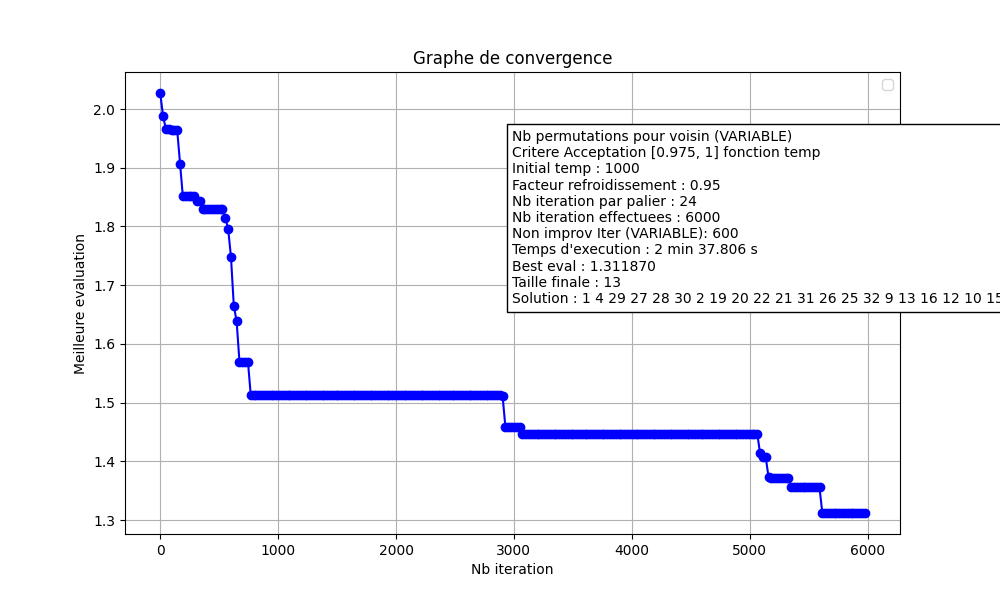 Graphe de convergence
Nb permutations pour voisin (VARIABLE)
Critere Acceptation [0.975, 1] fonction temp
Initial temp : 1000
Facteur refroidissement : 0.95
Nb iteration par palier : 24
Nb iteration effectuees : 6000
Non improv Iter (VARIABLE): 600
Temps d'execution : 2 min 37.806 s
Best eval : 1.311870
Taille finale : 13
Solution : 1 4 29 27 28 30 2 19 20 22 21 31 26 25 32 9 13 16 12 10 15
Meilleure evaluation
2.0
1.9
1.8
1.7
1.6
1.5
1.4
1.3
0 1000 2000 3000 4000 5000 6000
Nb iteration